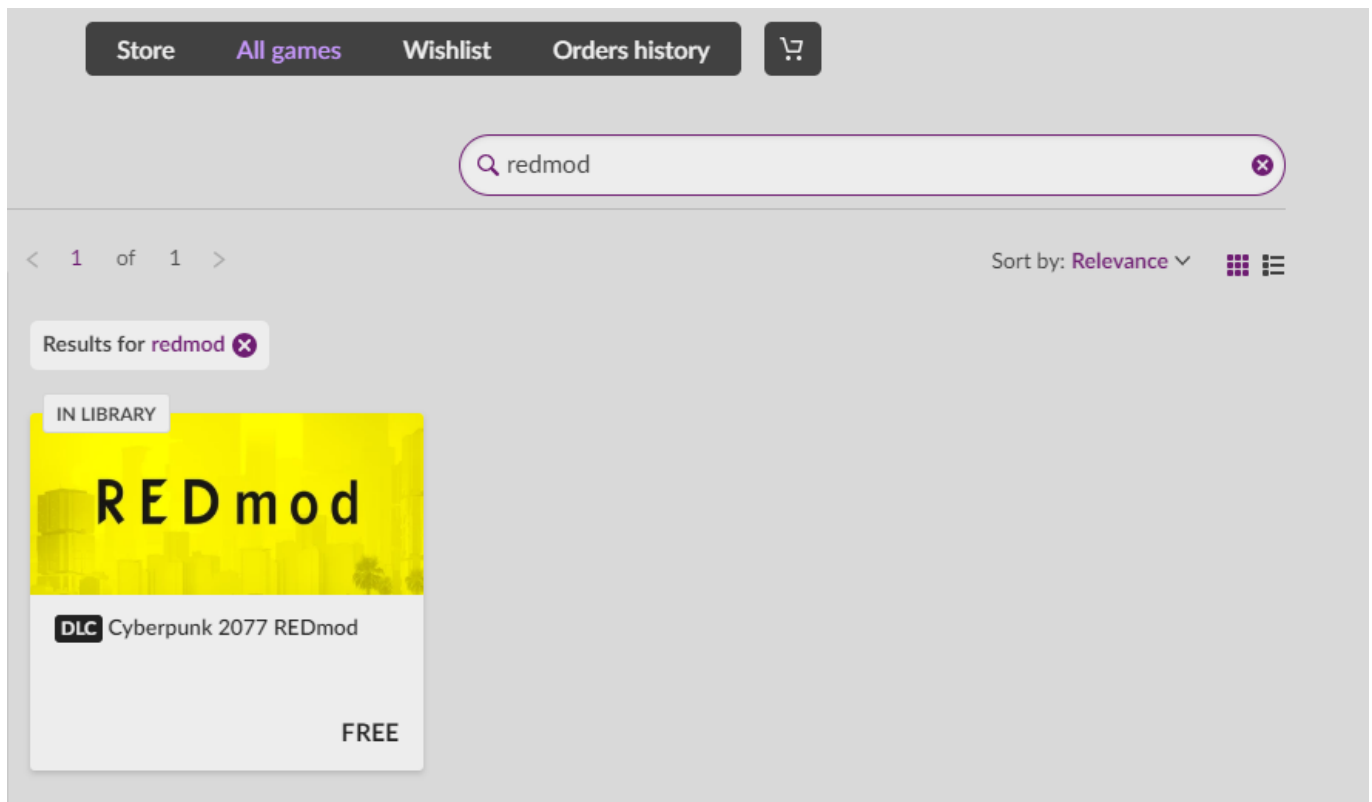 Store All games Wishlist Orders history
redmod
< 1 of 1 >
Sort by: Relevance
Results for redmod
IN LIBRARY
REDmod
DLC Cyberpunk 2077 REDmod
FREE